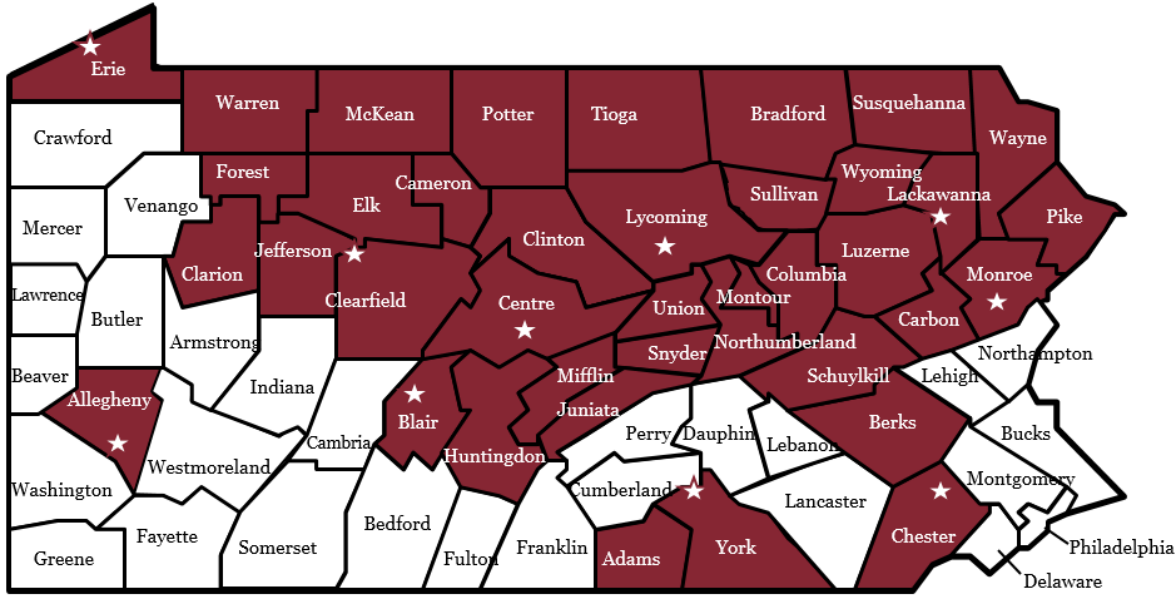 Erie
Warren
McKean
Potter
Tioga
Bradford
Susquehanna
Wayne
Crawford
Forest
Cameron
Wyoming
Lackawanna
Sullivan
Venango
Elk
Mercer
Lycoming
Pike
Clinton
Jefferson
Luzerne
Clarion
Columbia
Monroe
Lawrence
Clearfield
Centre
Union
Montour
Butler
Carbon
Armstrong
Northumberland
Northampton
Snyder
Beaver
Mifflin
Schuylkill
Lehigh
Indiana
Allegheny
Juniata
Blair
Berks
Perry
Dauphin
Bucks
Cambria
Lebanon
Huntingdon
Westmoreland
Montgomery
Washington
Cumberland
Lancaster
Bedford
Fayette
Chester
Somerset
Franklin
York
Philadelphia
Greene
Fulton
Adams
Delaware